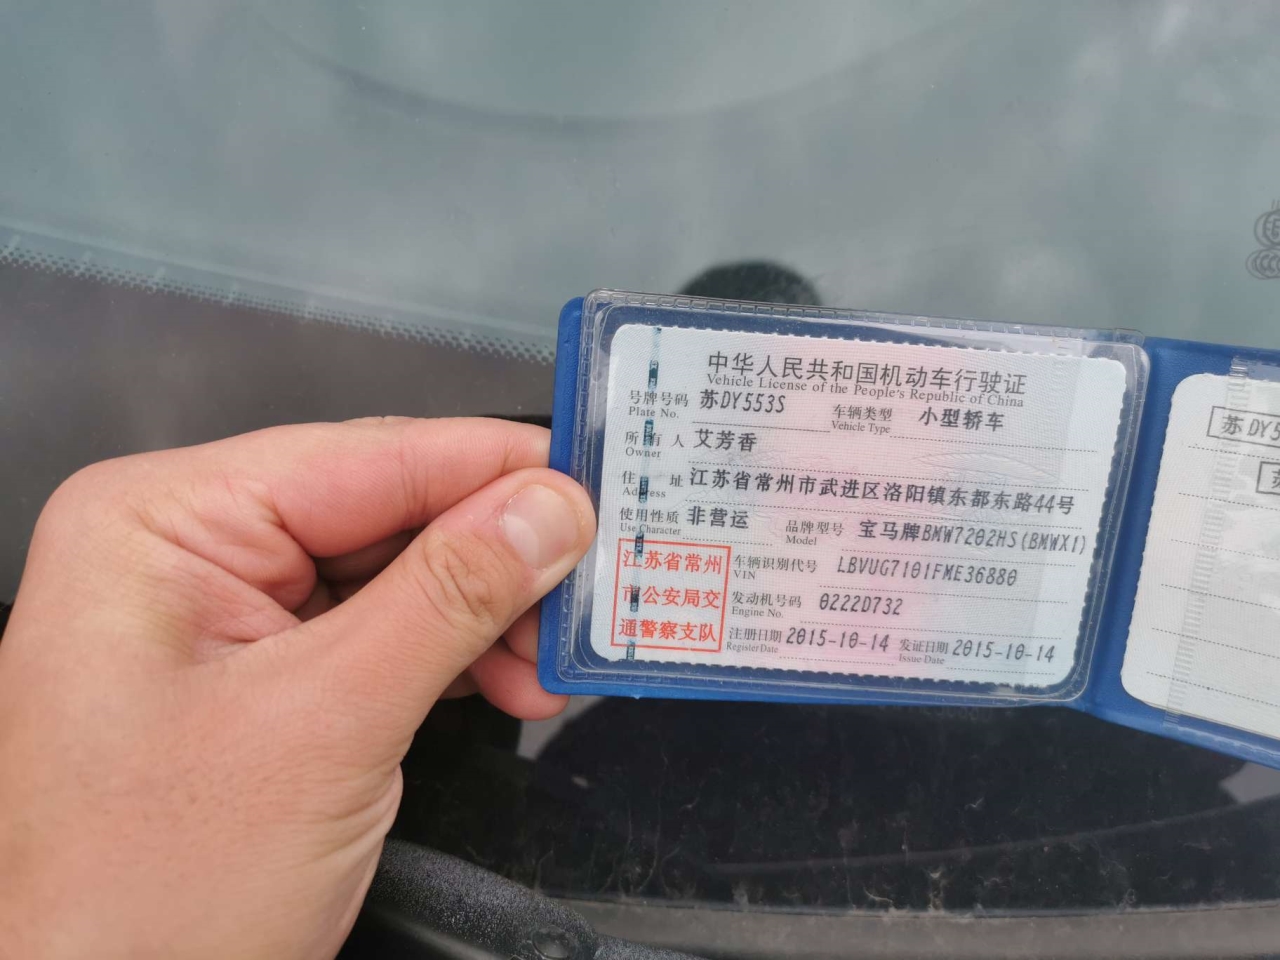 中华人民共和国机动车行驶证
Vehicle License of the People's Republic of China
号牌号码 苏DY553S 车辆类型 小型轿车
Plate No. Vehicle Type
所有人 艾芳香
Owner
住址 江苏省常州市武进区洛阳镇东都东路44号
Address
使用性质 非营运 品牌型号 宝马牌BMW7202HS(BMWX1)
Use Character Model
江苏省常州
市公安局交
通警察支队
车辆识别代号 LBVUG7101FME36880
VIN
发动机号码 0222D732
Engine No.
注册日期 2015-10-14 发证日期 2015-10-14
Register Date Issue Date
苏DY5